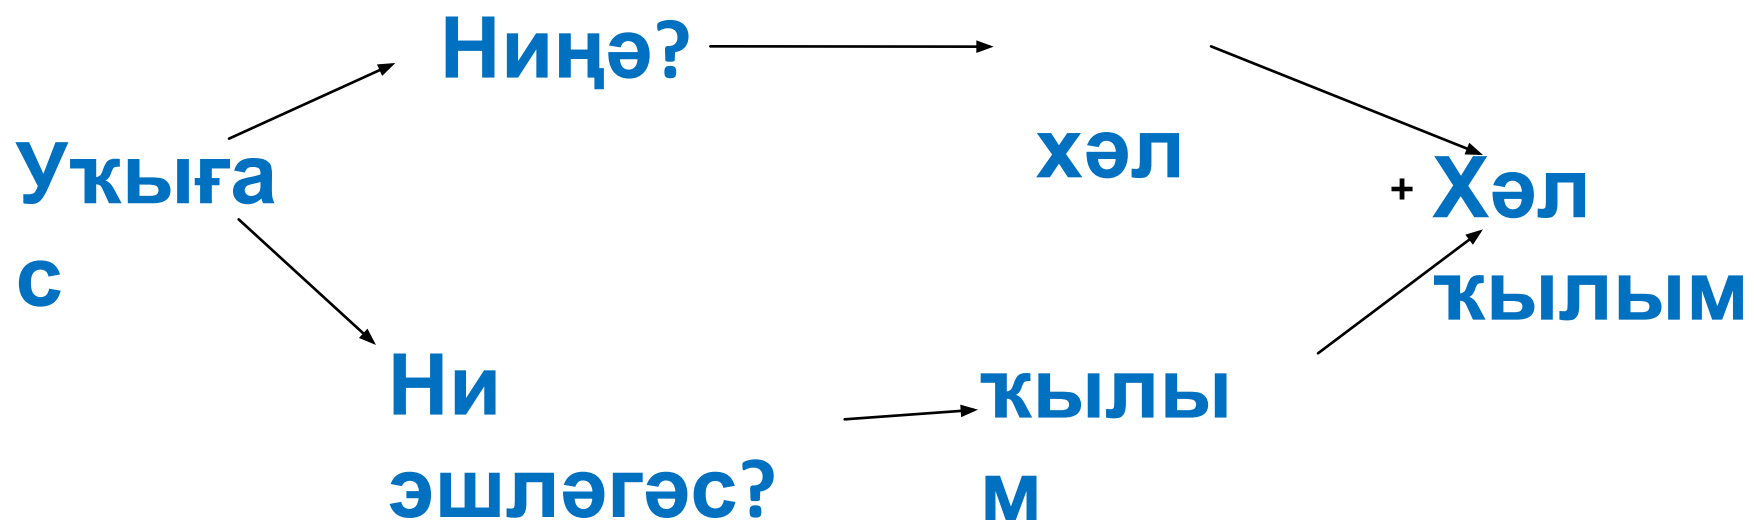 Ниңә?
хәл
Уҡыға
с
+ Хәл
ҡылым
Ни
эшләгәс?
ҡылы
м